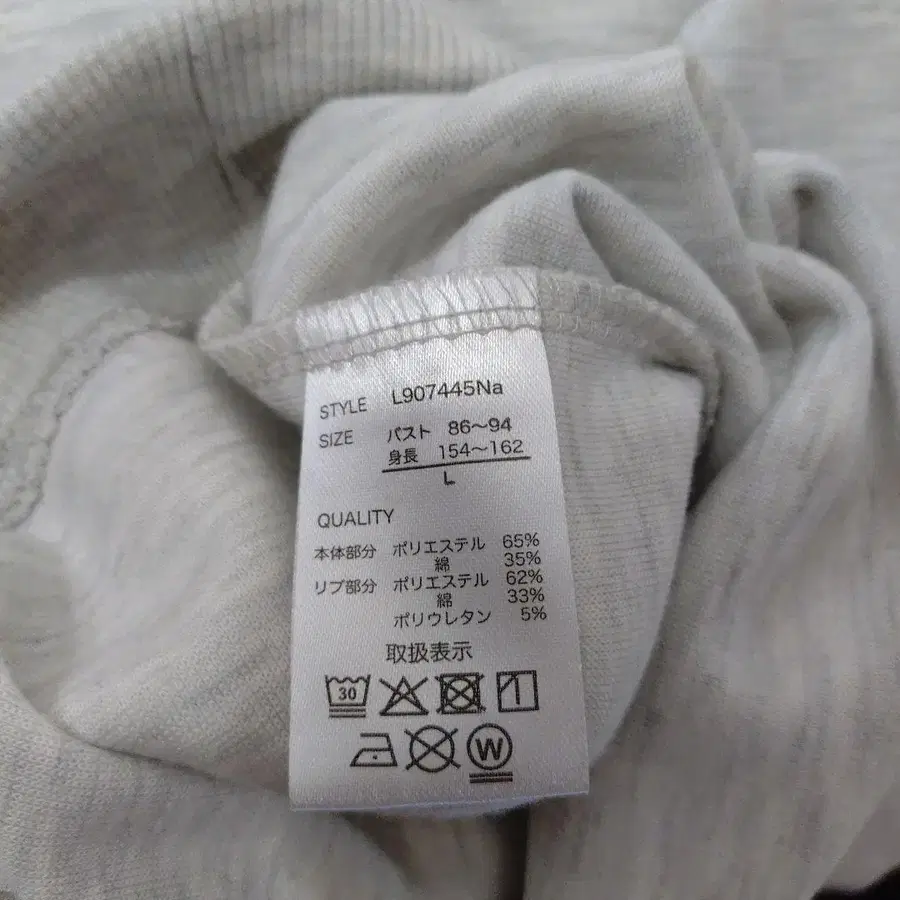 STYLE L907445Na
SIZE バスト 86〜94
身長 154〜162
L
QUALITY
本体部分 ポリエステル 65%
綿 35%
リブ部分 ポリエステル 62%
綿 33%
ポリウレタン 5%
取扱表示
30
W